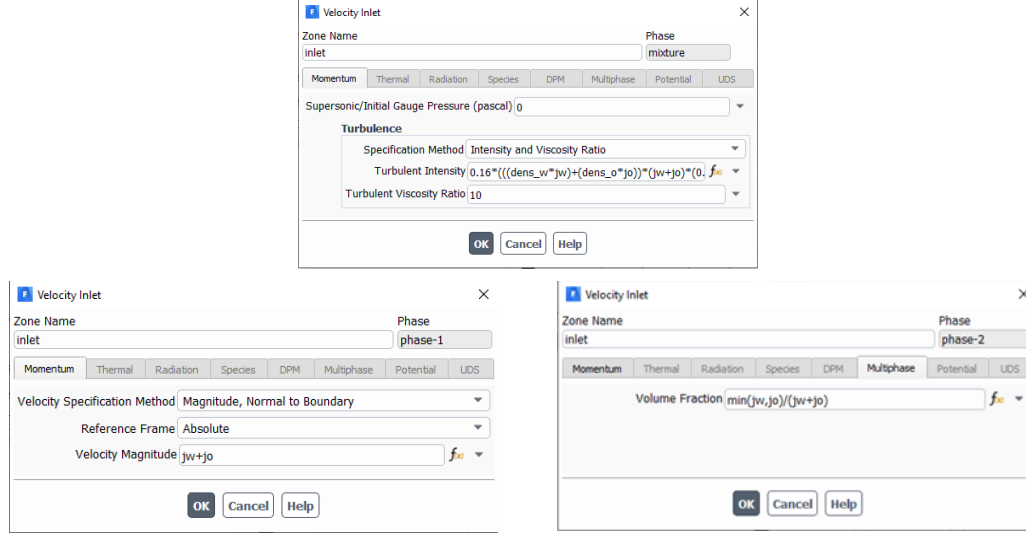 Velocity Inlet
Zone Name Phase
inlet mixture
Momentum Thermal Radiation Species DPM Multiphase Potential UDS
Supersonic/Initial Gauge Pressure (pascal) 0
Turbulence
Specification Method Intensity and Viscosity Ratio
Turbulent Intensity 0.16*(((dens_w*jw)+(dens_o*jo))*(jw+jo)*(0.
Turbulent Viscosity Ratio 10
OK Cancel Help
Velocity Inlet
Zone Name Phase
inlet phase-1
Momentum Thermal Radiation Species DPM Multiphase Potential UDS
Velocity Specification Method Magnitude, Normal to Boundary
Reference Frame Absolute
Velocity Magnitude jw+jo f(x)
OK Cancel Help
Velocity Inlet
Zone Name Phase
inlet phase-2
Momentum Thermal Radiation Species DPM Multiphase Potential UDS
Volume Fraction min(jw,jo)/(jw+jo)
OK Cancel Help